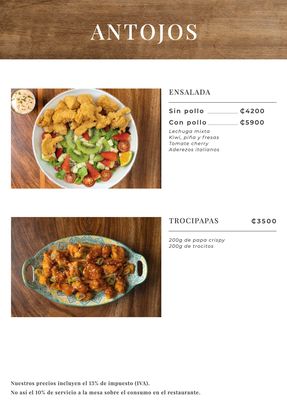 ANTOJOS
ENSALADA
Sin pollo ₡4200
Con pollo ₡5900
Lechuga mixta
Kiwi, piña y fresas
Tomate cherry
Aderezos italianos
TROCIPAPAS ₡3500
200g de papa crispy
200g de trocitos
Nuestros precios incluyen el 13% de impuesto (IVA).
No así el 10% de servicio a la mesa sobre el consumo en el restaurante.